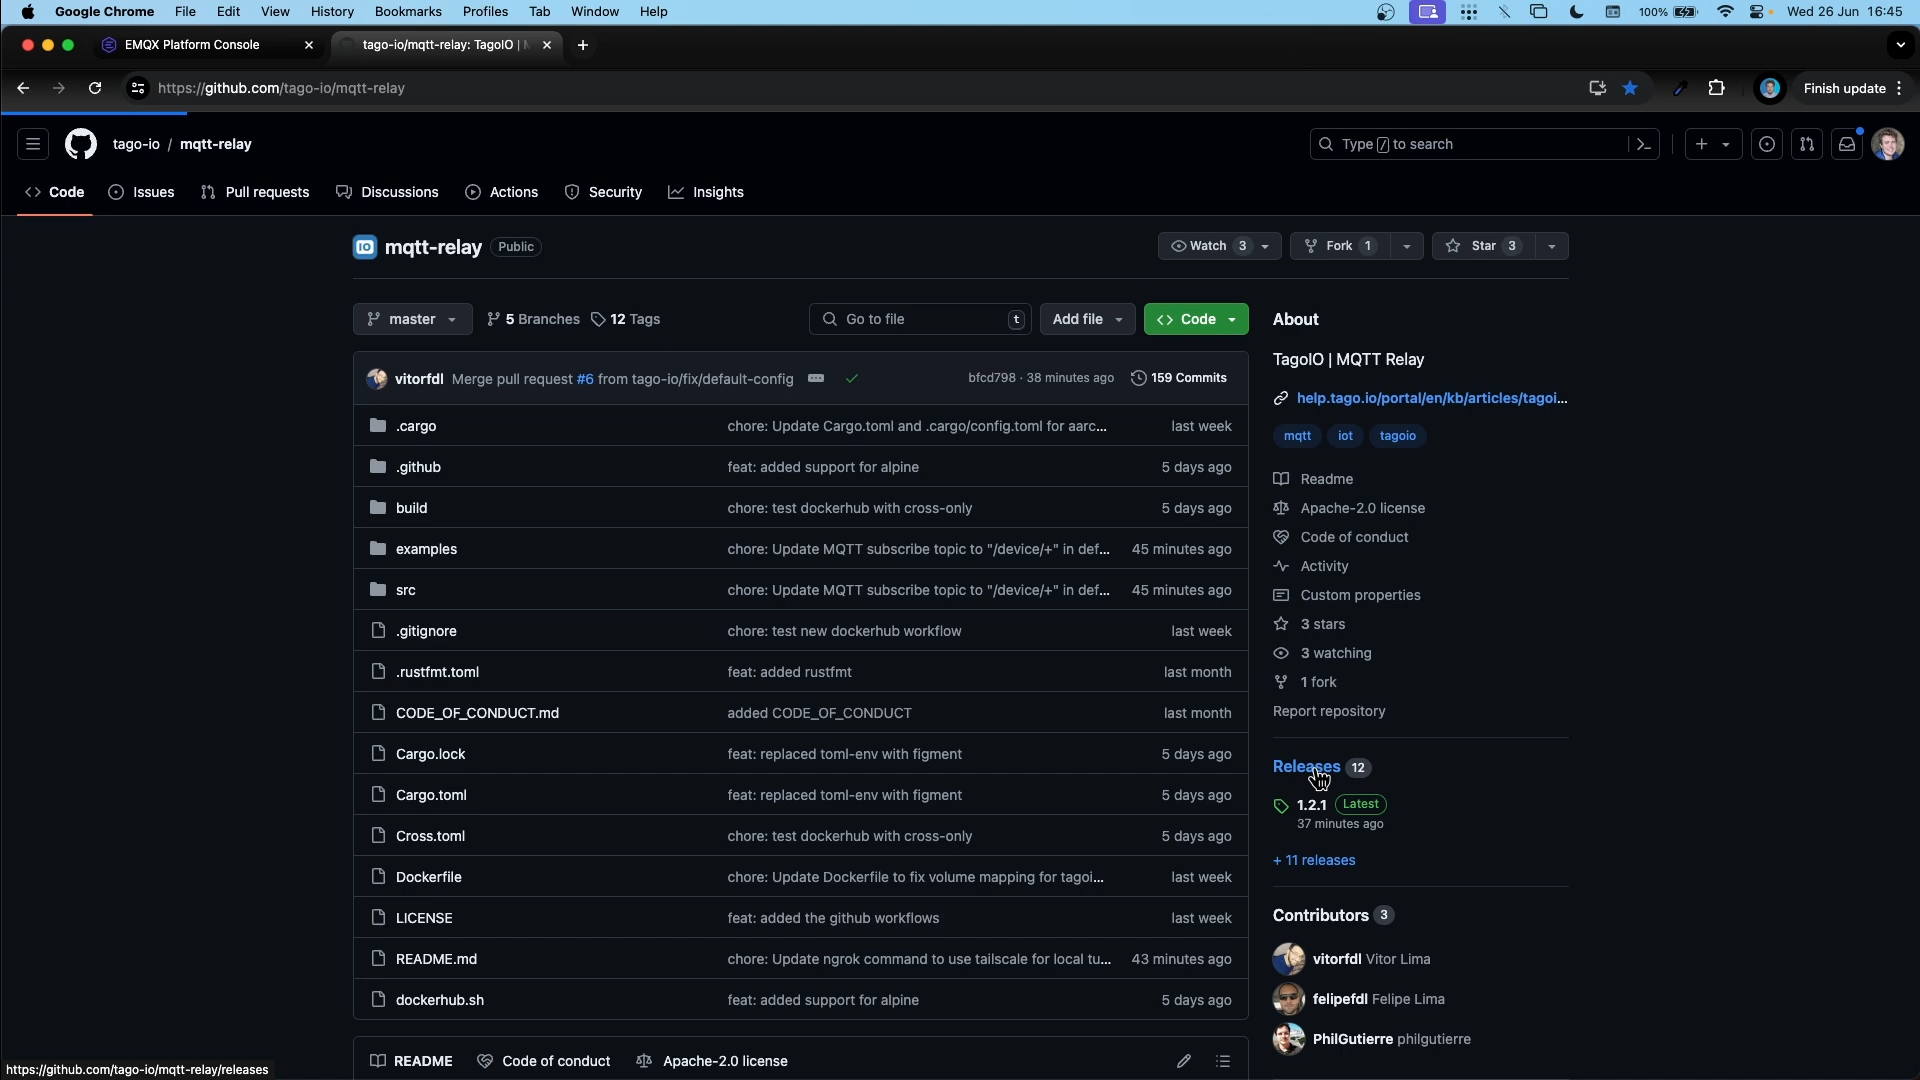 Google Chrome File Edit View History Bookmarks Profiles Tab Window Help 100% Wed 26 Jun 16:45
EMQX Platform Console tago-io/mqtt-relay: TagoIO |
https://github.com/tago-io/mqtt-relay Finish update
tago-io / mqtt-relay Type / to search
Code Issues Pull requests Discussions Actions Security Insights
IO mqtt-relay Public Watch 3 Fork 1 Star 3
master 5 Branches 12 Tags Go to file t Add file Code
vitorfdl Merge pull request #6 from tago-io/fix/default-config bfcd798 · 38 minutes ago 159 Commits
.cargo chore: Update Cargo.toml and .cargo/config.toml for aarc... last week
.github feat: added support for alpine 5 days ago
build chore: test dockerhub with cross-only 5 days ago
examples chore: Update MQTT subscribe topic to "/device/+" in def... 45 minutes ago
src chore: Update MQTT subscribe topic to "/device/+" in def... 45 minutes ago
.gitignore chore: test new dockerhub workflow last week
.rustfmt.toml feat: added rustfmt last month
CODE_OF_CONDUCT.md added CODE_OF_CONDUCT last month
Cargo.lock feat: replaced toml-env with figment 5 days ago
Cargo.toml feat: replaced toml-env with figment 5 days ago
Cross.toml chore: test dockerhub with cross-only 5 days ago
Dockerfile chore: Update Dockerfile to fix volume mapping for tagoi... last week
LICENSE feat: added the github workflows last week
README.md chore: Update ngrok command to use tailscale for local tu... 43 minutes ago
dockerhub.sh feat: added support for alpine 5 days ago
README Code of conduct Apache-2.0 license
About
TagoIO | MQTT Relay
help.tago.io/portal/en/kb/articles/tagoi...
mqtt iot tagoio
Readme
Apache-2.0 license
Code of conduct
Activity
Custom properties
3 stars
3 watching
1 fork
Report repository
Releases 12
1.2.1 Latest
37 minutes ago
+ 11 releases
Contributors 3
vitorfdl Vitor Lima
felipefdl Felipe Lima
PhilGutierre philgutierre
https://github.com/tago-io/mqtt-relay/releases